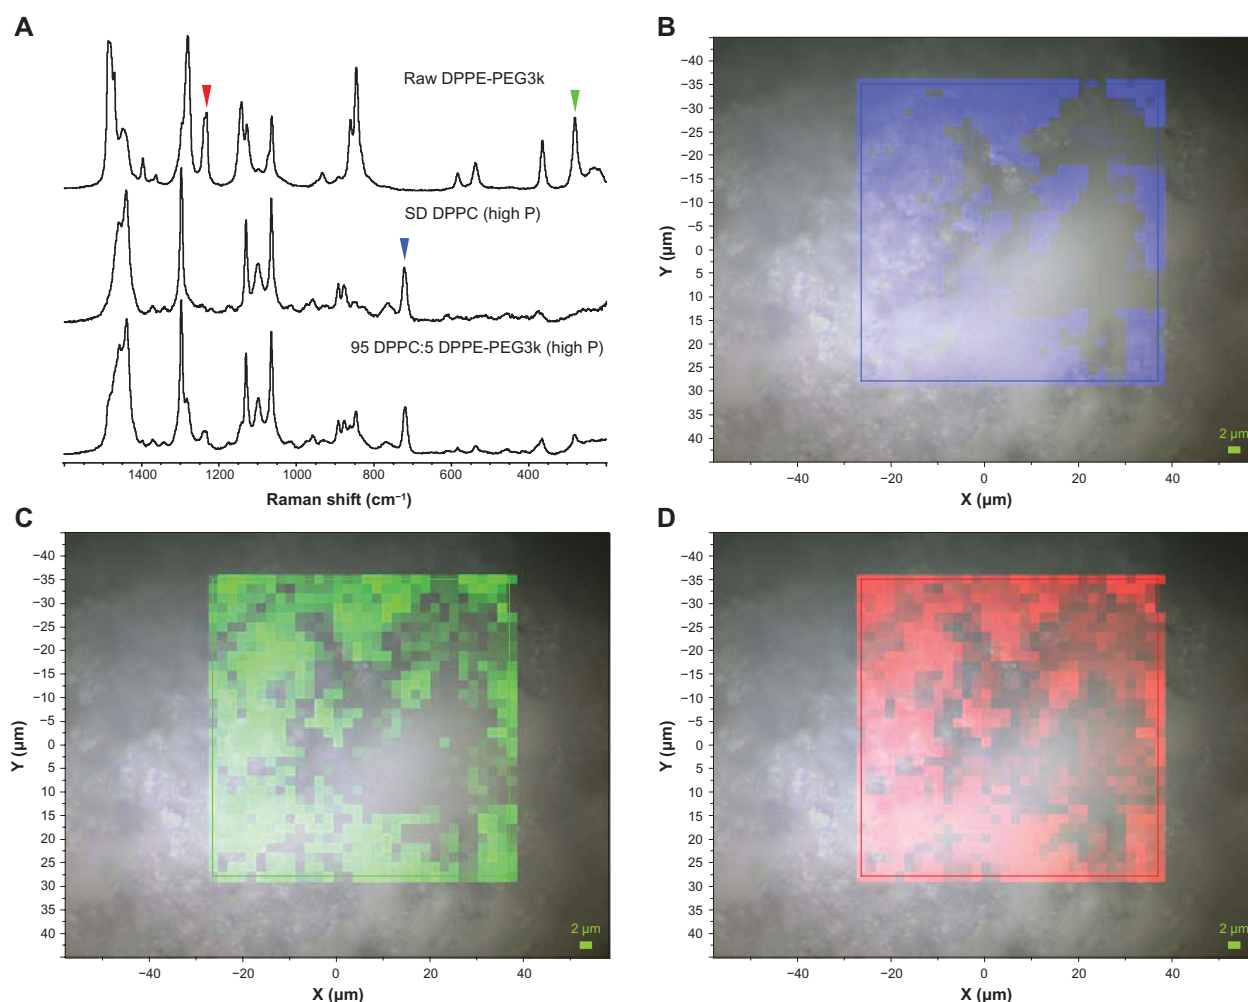 A
Raw DPPE-PEG3k
SD DPPC (high P)
95 DPPC:5 DPPE-PEG3k (high P)
1400 1200 1000 800 600 400
Raman shift (cm⁻¹)
B
−40
−35
−30
−25
−20
−15
−10
−5
0
5
10
15
20
25
30
35
40
Y (µm)
2 µm
−40 −20 0 20 40
X (µm)
C
−40
−35
−30
−25
−20
−15
−10
−5
0
5
10
15
20
25
30
35
40
Y (µm)
2 µm
−40 −20 0 20 40
X (µm)
D
−40
−35
−30
−25
−20
−15
−10
−5
0
5
10
15
20
25
30
35
40
Y (µm)
2 µm
−40 −20 0 20 40
X (µm)